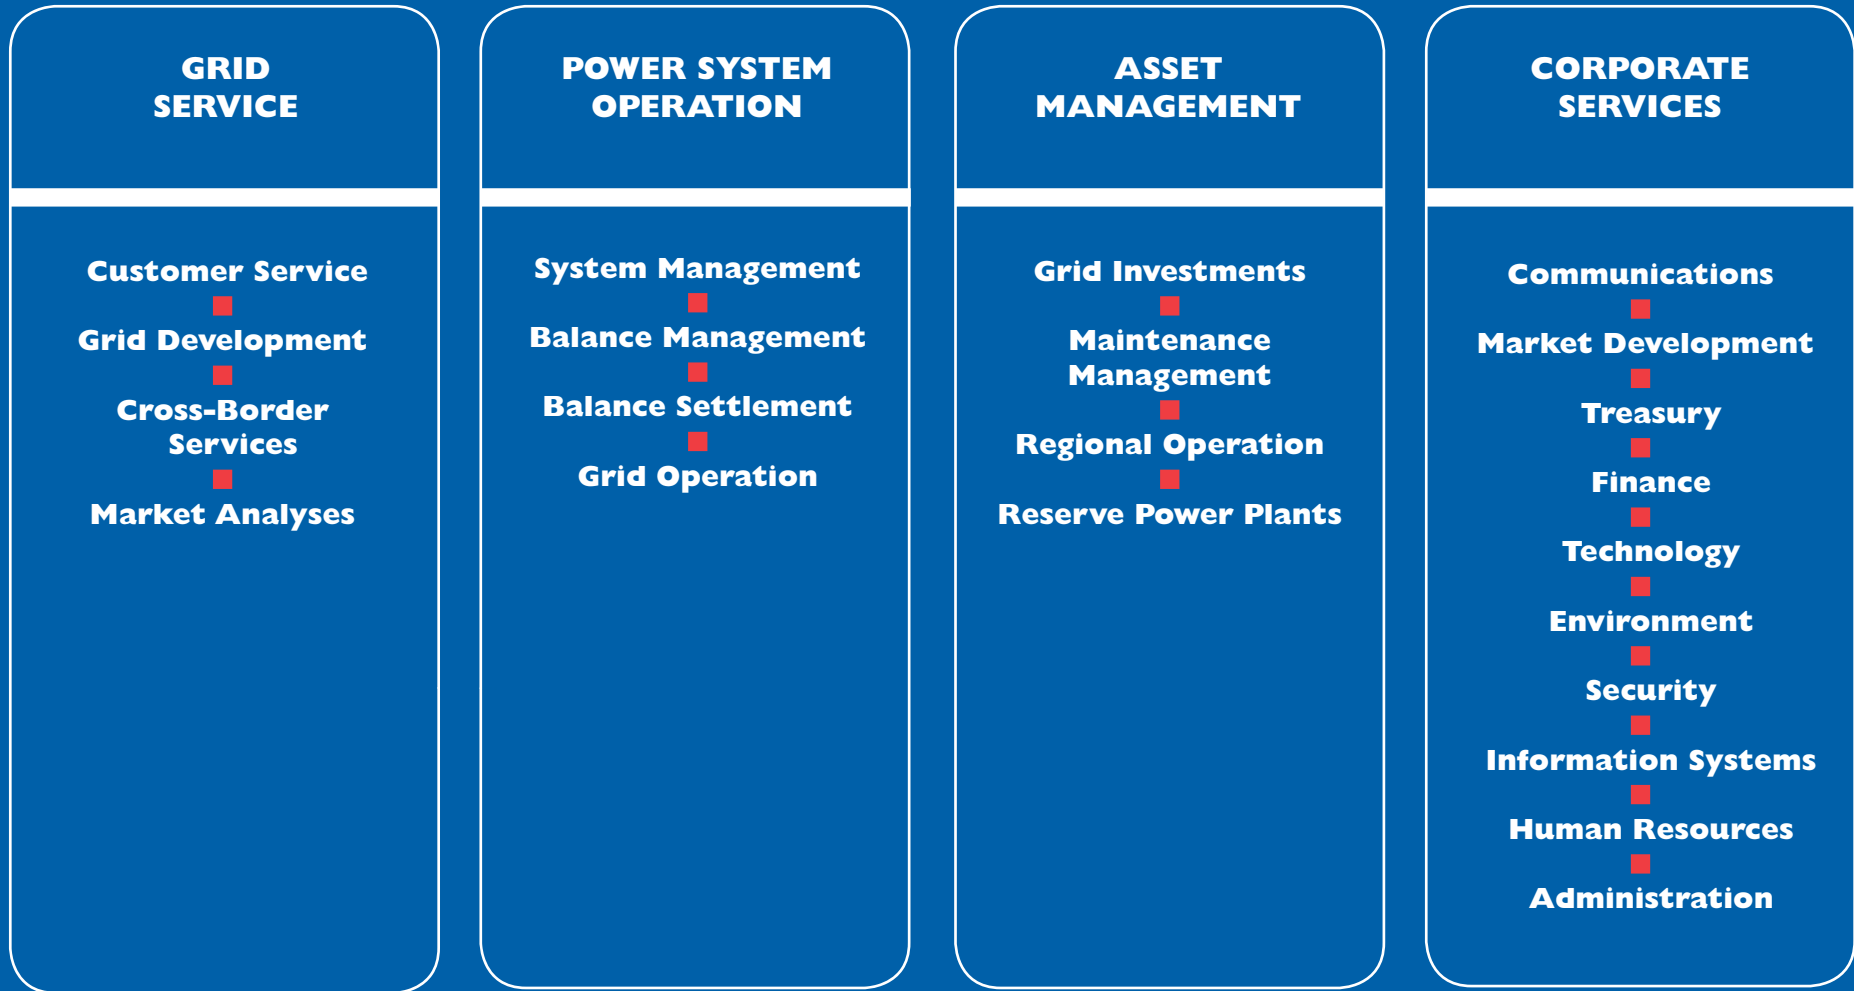 GRID
SERVICE
Customer Service
Grid Development
Cross-Border
Services
Market Analyses
POWER SYSTEM
OPERATION
System Management
Balance Management
Balance Settlement
Grid Operation
ASSET
MANAGEMENT
Grid Investments
Maintenance
Management
Regional Operation
Reserve Power Plants
CORPORATE
SERVICES
Communications
Market Development
Treasury
Finance
Technology
Environment
Security
Information Systems
Human Resources
Administration